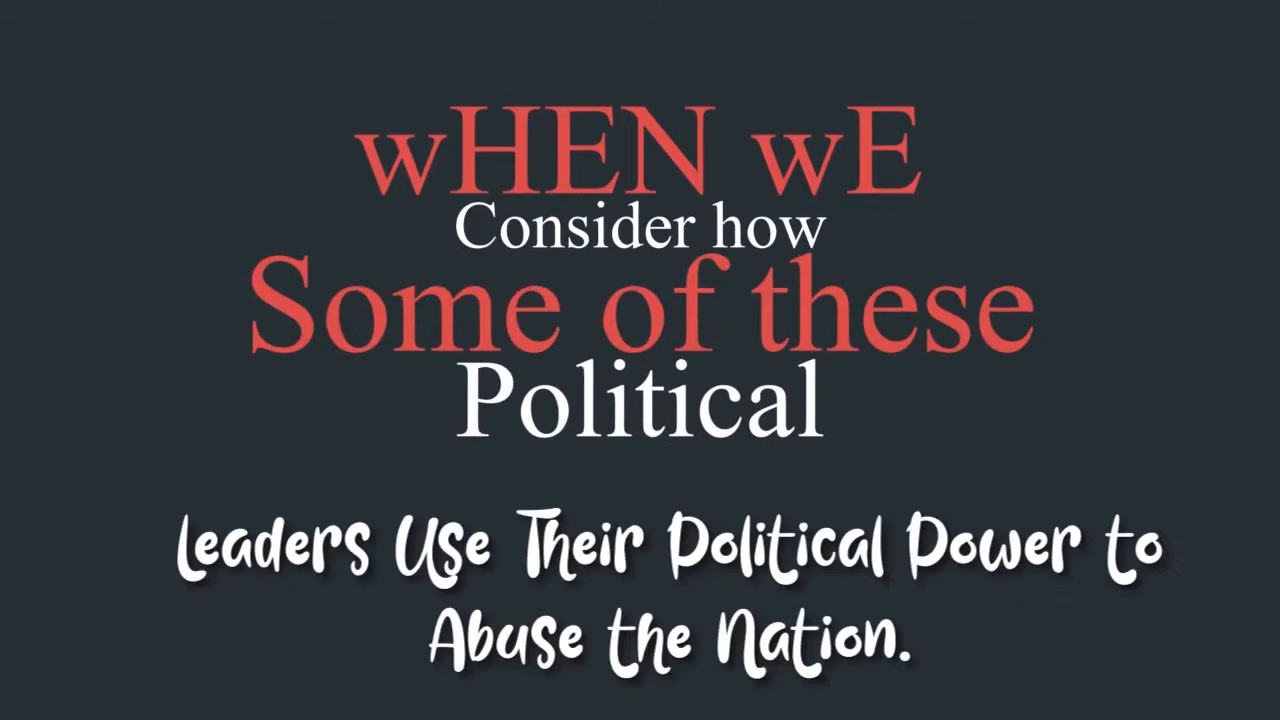 wHEN wE
Consider how
Some of these
Political
Leaders Use Their Political Power to
Abuse the Nation.